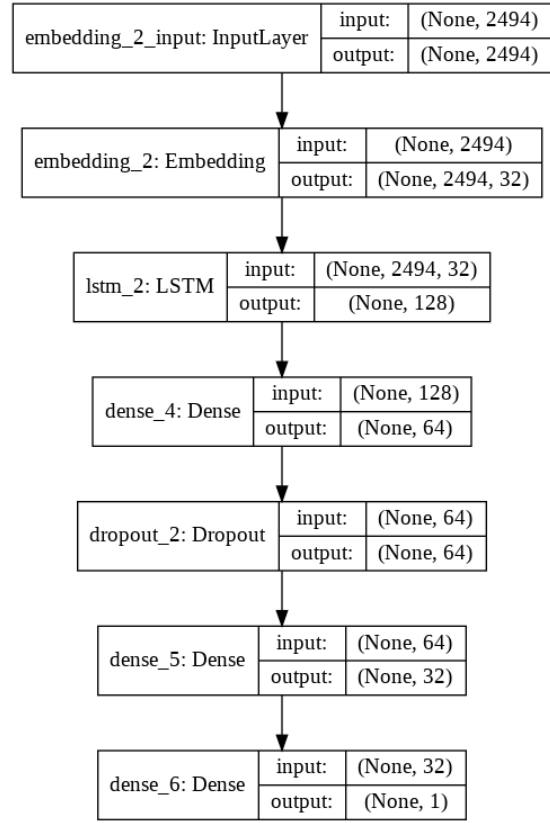 embedding_2_input: InputLayer
input: (None, 2494)
output: (None, 2494)
embedding_2: Embedding
input: (None, 2494)
output: (None, 2494, 32)
lstm_2: LSTM
input: (None, 2494, 32)
output: (None, 128)
dense_4: Dense
input: (None, 128)
output: (None, 64)
dropout_2: Dropout
input: (None, 64)
output: (None, 64)
dense_5: Dense
input: (None, 64)
output: (None, 32)
dense_6: Dense
input: (None, 32)
output: (None, 1)